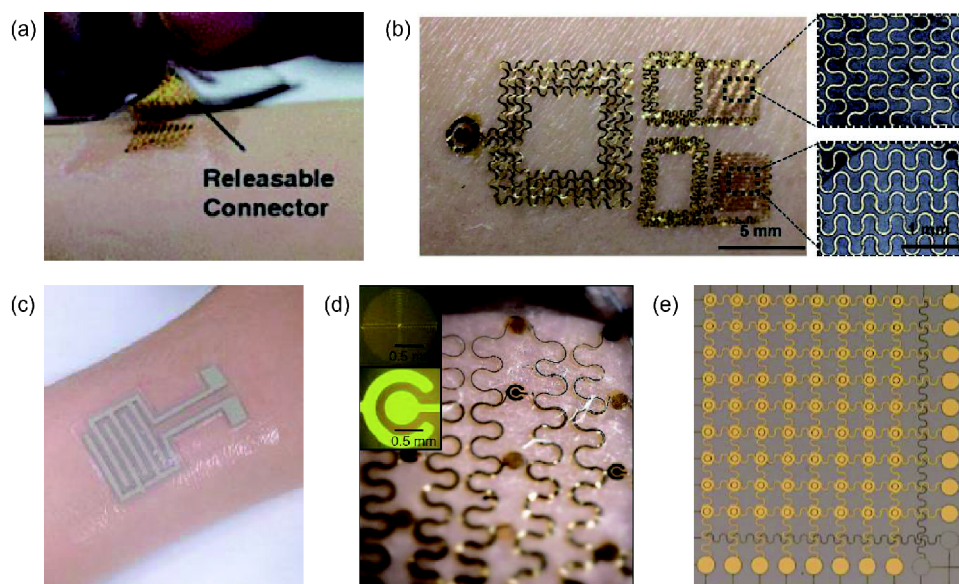 (a)
Releasable
Connector
(b)
5 mm
1 mm
(c)
(d)
0.5 mm
0.5 mm
(e)